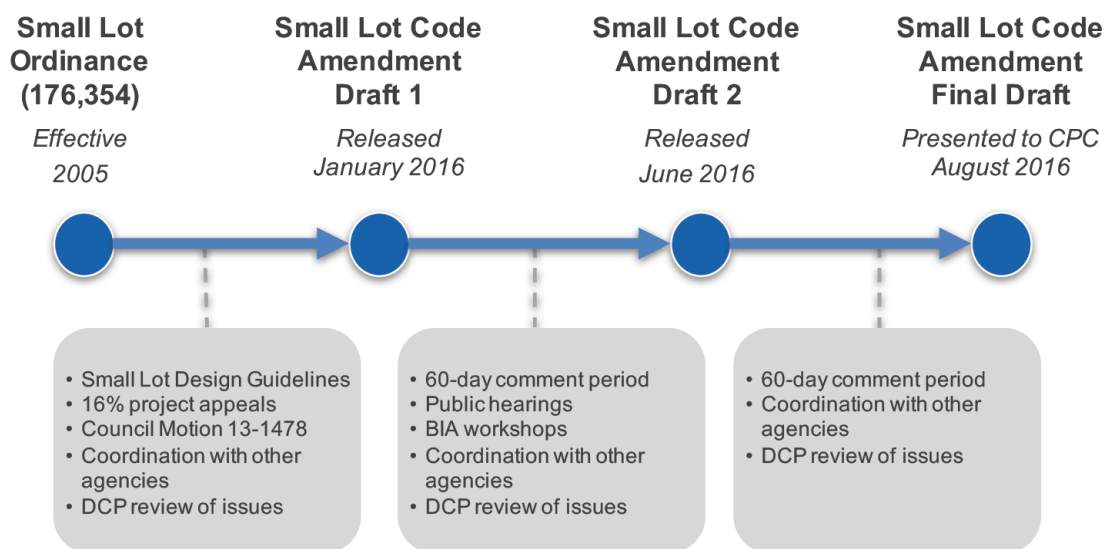 Small Lot
Ordinance
(176,354)
Effective
2005
Small Lot Code
Amendment
Draft 1
Released
January 2016
Small Lot Code
Amendment
Draft 2
Released
June 2016
Small Lot Code
Amendment
Final Draft
Presented to CPC
August 2016
• Small Lot Design Guidelines
• 16% project appeals
• Council Motion 13-1478
• Coordination with other
agencies
• DCP review of issues
• 60-day comment period
• Public hearings
• BIA workshops
• Coordination with other
agencies
• DCP review of issues
• 60-day comment period
• Coordination with other
agencies
• DCP review of issues